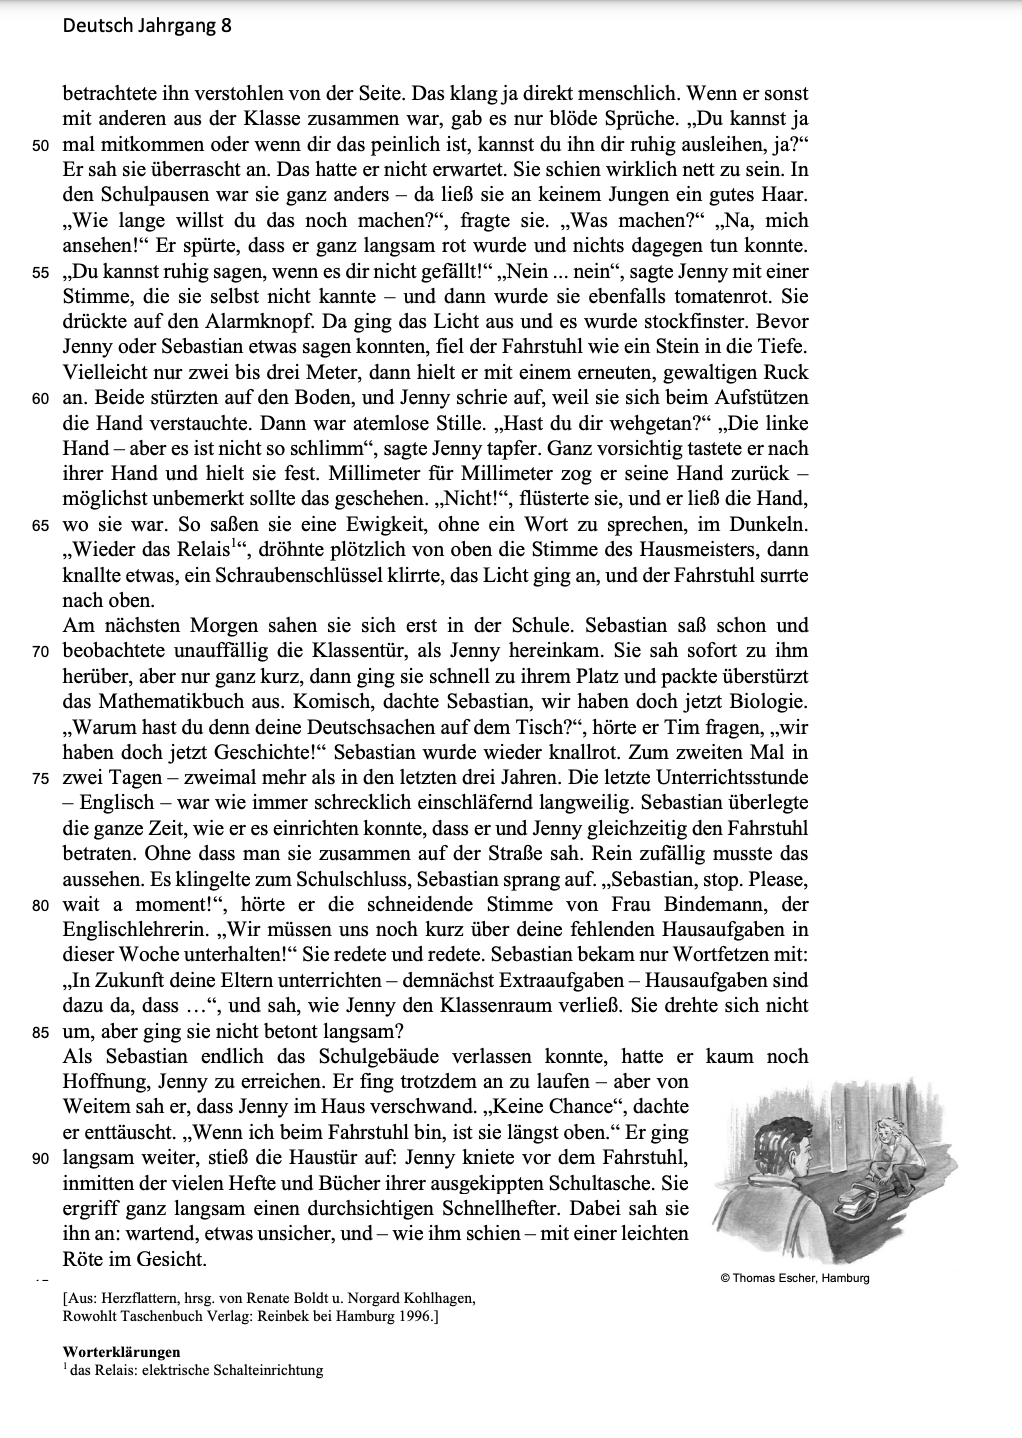 Deutsch Jahrgang 8
betrachtete ihn verstohlen von der Seite. Das klang ja direkt menschlich. Wenn er sonst
mit anderen aus der Klasse zusammen war, gab es nur blöde Sprüche. „Du kannst ja
50 mal mitkommen oder wenn dir das peinlich ist, kannst du ihn dir ruhig ausleihen, ja?“
Er sah sie überrascht an. Das hatte er nicht erwartet. Sie schien wirklich nett zu sein. In
den Schulpausen war sie ganz anders – da ließ sie an keinem Jungen ein gutes Haar.
„Wie lange willst du das noch machen?“, fragte sie. „Was machen?“ „Na, mich
ansehen!“ Er spürte, dass er ganz langsam rot wurde und nichts dagegen tun konnte.
55 „Du kannst ruhig sagen, wenn es dir nicht gefällt!“ „Nein ... nein“, sagte Jenny mit einer
Stimme, die sie selbst nicht kannte – und dann wurde sie ebenfalls tomatenrot. Sie
drückte auf den Alarmknopf. Da ging das Licht aus und es wurde stockfinster. Bevor
Jenny oder Sebastian etwas sagen konnten, fiel der Fahrstuhl wie ein Stein in die Tiefe.
Vielleicht nur zwei bis drei Meter, dann hielt er mit einem erneuten, gewaltigen Ruck
60 an. Beide stürzten auf den Boden, und Jenny schrie auf, weil sie sich beim Aufstützen
die Hand verstauchte. Dann war atemlose Stille. „Hast du dir wehgetan?“ „Die linke
Hand – aber es ist nicht so schlimm“, sagte Jenny tapfer. Ganz vorsichtig tastete er nach
ihrer Hand und hielt sie fest. Millimeter für Millimeter zog er seine Hand zurück –
möglichst unbemerkt sollte das geschehen. „Nicht!“, flüsterte sie, und er ließ die Hand,
65 wo sie war. So saßen sie eine Ewigkeit, ohne ein Wort zu sprechen, im Dunkeln.
„Wieder das Relais¹“, dröhnte plötzlich von oben die Stimme des Hausmeisters, dann
knallte etwas, ein Schraubenschlüssel klirrte, das Licht ging an, und der Fahrstuhl surrte
nach oben.
Am nächsten Morgen sahen sie sich erst in der Schule. Sebastian saß schon und
70 beobachtete unauffällig die Klassentür, als Jenny hereinkam. Sie sah sofort zu ihm
herüber, aber nur ganz kurz, dann ging sie schnell zu ihrem Platz und packte überstürzt
das Mathematikbuch aus. Komisch, dachte Sebastian, wir haben doch jetzt Biologie.
„Warum hast du denn deine Deutschsachen auf dem Tisch?“, hörte er Tim fragen, „wir
haben doch jetzt Geschichte!“ Sebastian wurde wieder knallrot. Zum zweiten Mal in
75 zwei Tagen – zweimal mehr als in den letzten drei Jahren. Die letzte Unterrichtsstunde
– Englisch – war wie immer schrecklich einschläfernd langweilig. Sebastian überlegte
die ganze Zeit, wie er es einrichten konnte, dass er und Jenny gleichzeitig den Fahrstuhl
betraten. Ohne dass man sie zusammen auf der Straße sah. Rein zufällig musste das
aussehen. Es klingelte zum Schulschluss, Sebastian sprang auf. „Sebastian, stop. Please,
80 wait a moment!“, hörte er die schneidende Stimme von Frau Bindemann, der
Englischlehrerin. „Wir müssen uns noch kurz über deine fehlenden Hausaufgaben in
dieser Woche unterhalten!“ Sie redete und redete. Sebastian bekam nur Wortfetzen mit:
„In Zukunft deine Eltern unterrichten – demnächst Extraaufgaben – Hausaufgaben sind
dazu da, dass …“, und sah, wie Jenny den Klassenraum verließ. Sie drehte sich nicht
85 um, aber ging sie nicht betont langsam?
Als Sebastian endlich das Schulgebäude verlassen konnte, hatte er kaum noch
Hoffnung, Jenny zu erreichen. Er fing trotzdem an zu laufen – aber von
Weitem sah er, dass Jenny im Haus verschwand. „Keine Chance“, dachte
er enttäuscht. „Wenn ich beim Fahrstuhl bin, ist sie längst oben.“ Er ging
90 langsam weiter, stieß die Haustür auf: Jenny kniete vor dem Fahrstuhl,
inmitten der vielen Hefte und Bücher ihrer ausgekippten Schultasche. Sie
ergriff ganz langsam einen durchsichtigen Schnellhefter. Dabei sah sie
ihn an: wartend, etwas unsicher, und – wie ihm schien – mit einer leichten
Röte im Gesicht.
© Thomas Escher, Hamburg
[Aus: Herzflattern, hrsg. von Renate Boldt u. Norgard Kohlhagen,
Rowohlt Taschenbuch Verlag: Reinbek bei Hamburg 1996.]
Worterklärungen
¹ das Relais: elektrische Schalteinrichtung